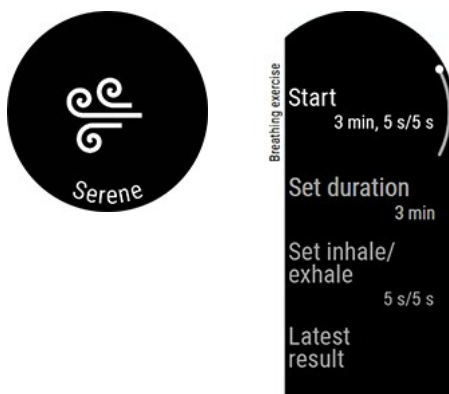 Serene
Breathing exercise
Start
3 min, 5 s/5 s
Set duration
3 min
Set inhale/
exhale
5 s/5 s
Latest
result